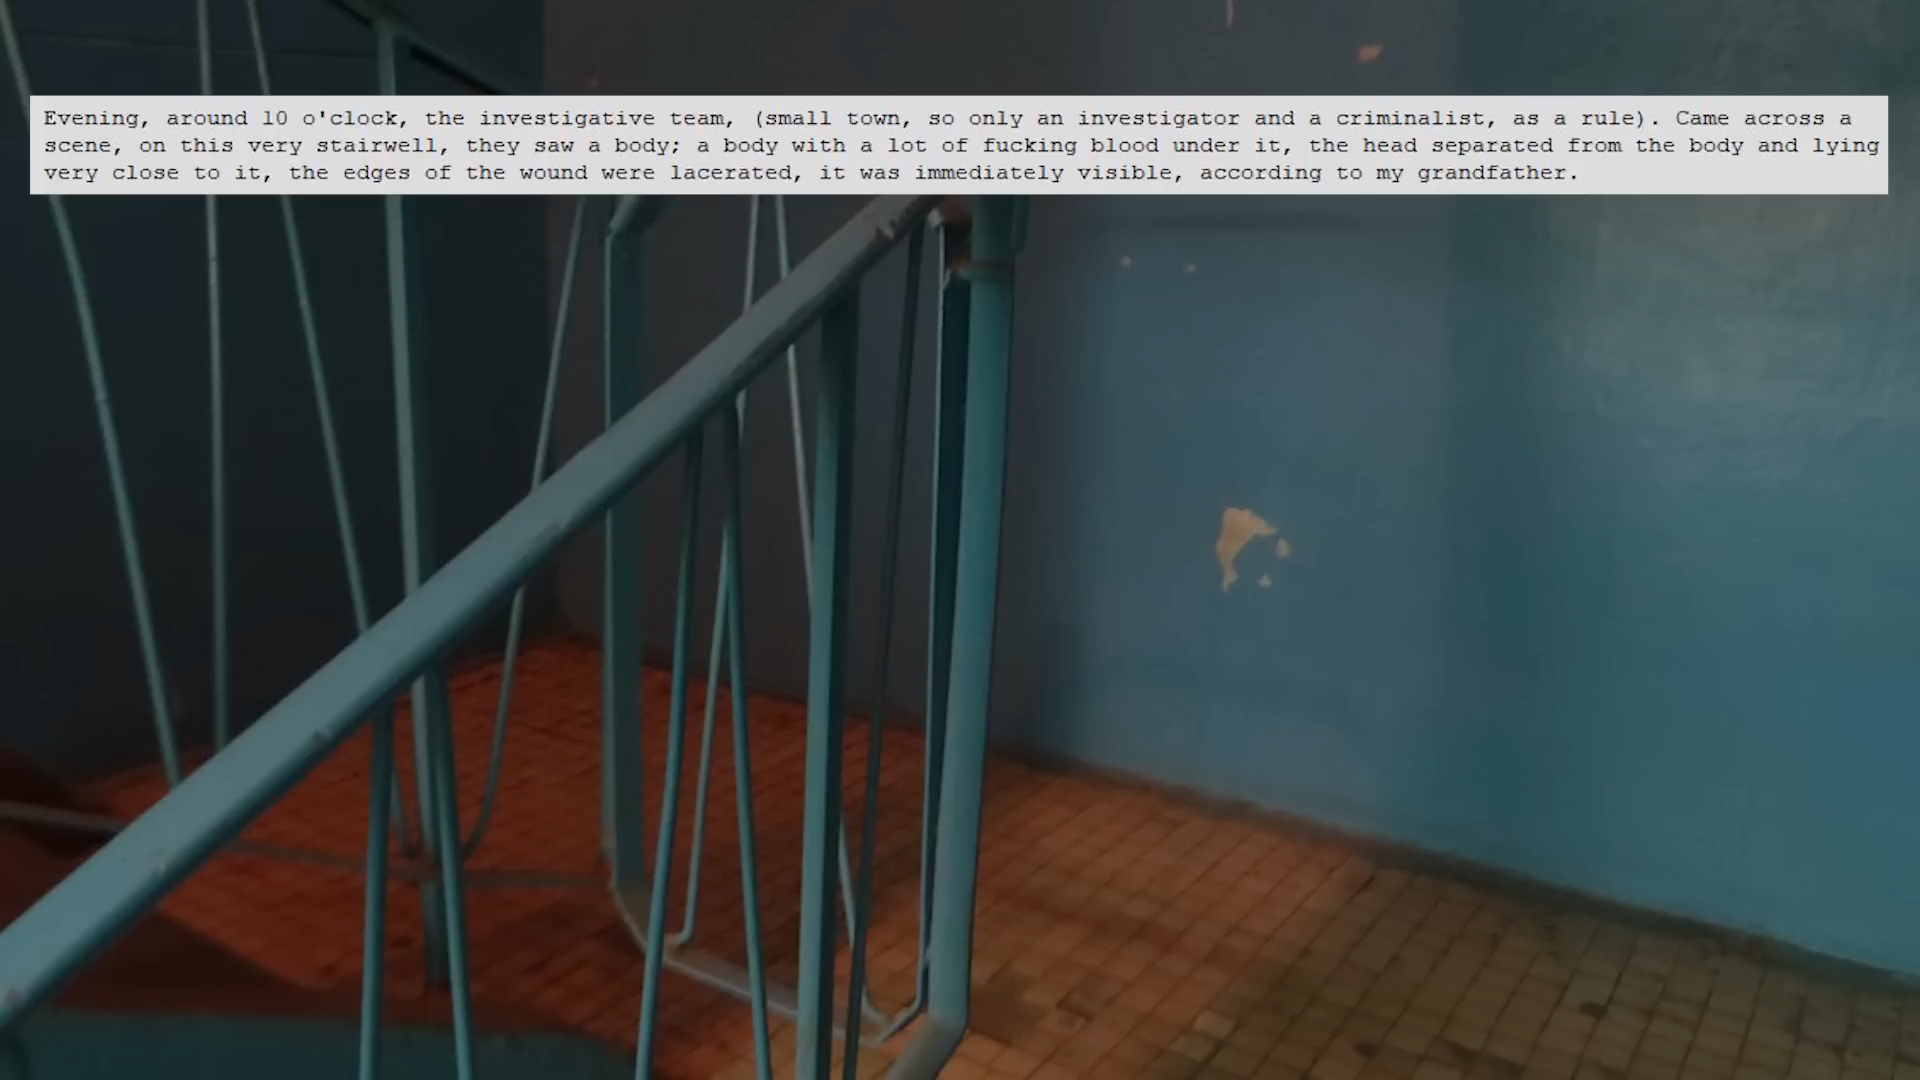 Evening, around 10 o'clock, the investigative team, (small town, so only an investigator and a criminalist, as a rule). Came across a
scene, on this very stairwell, they saw a body; a body with a lot of fucking blood under it, the head separated from the body and lying
very close to it, the edges of the wound were lacerated, it was immediately visible, according to my grandfather.